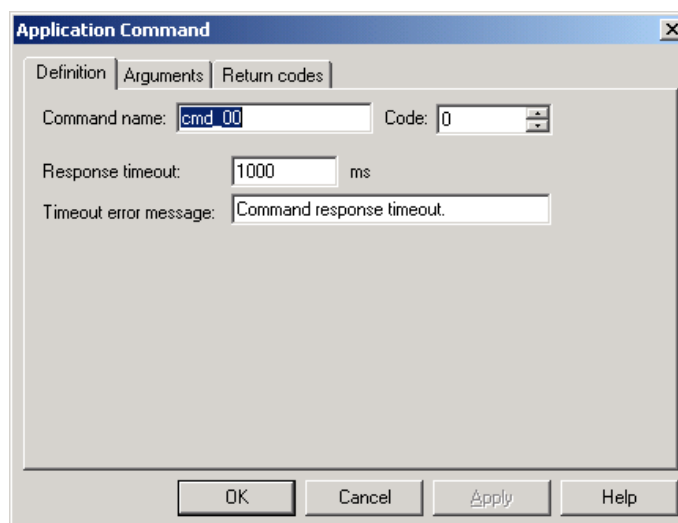 Application Command
Definition Arguments Return codes
Command name: cmd_00 Code: 0
Response timeout: 1000 ms
Timeout error message: Command response timeout.
OK Cancel Apply Help